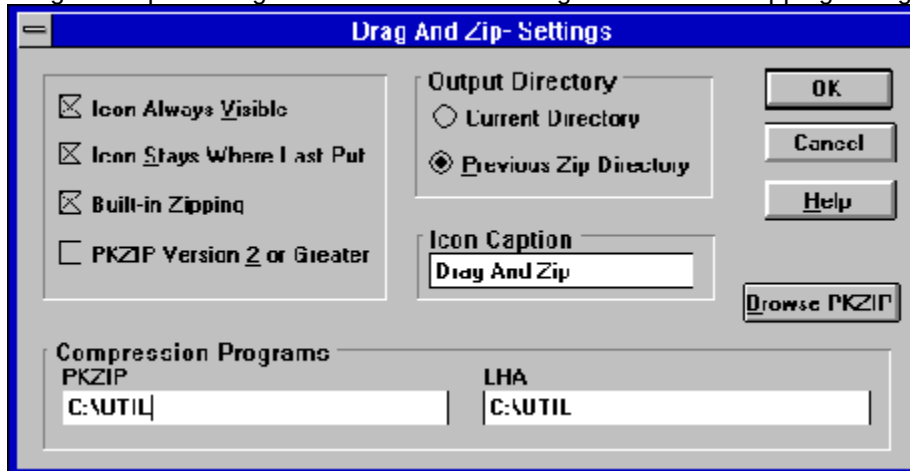 Drag And Zip- Settings
Icon Always Visible
Icon Stays Where Last Put
Built-in Zipping
PKZIP Version 2 or Greater
Output Directory
Current Directory
Previous Zip Directory
Icon Caption
Drag And Zip
OK
Cancel
Help
Browse PKZIP
Compression Programs
PKZIP
LHA
C:\UTIL
C:\UTIL